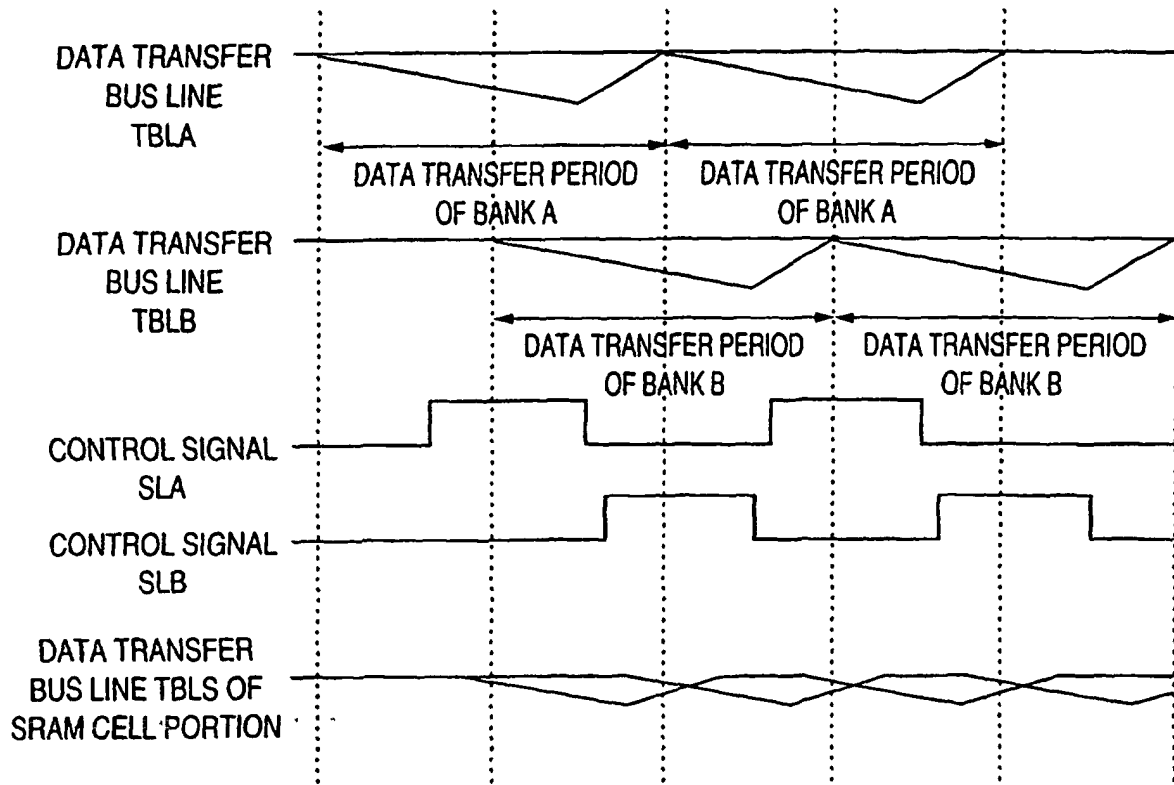 DATA TRANSFER
BUS LINE
TBLA
DATA TRANSFER PERIOD
OF BANK A
DATA TRANSFER PERIOD
OF BANK A
DATA TRANSFER
BUS LINE
TBLB
DATA TRANSFER PERIOD
OF BANK B
DATA TRANSFER PERIOD
OF BANK B
CONTROL SIGNAL
SLA
CONTROL SIGNAL
SLB
DATA TRANSFER
BUS LINE TBLS OF
SRAM CELL PORTION